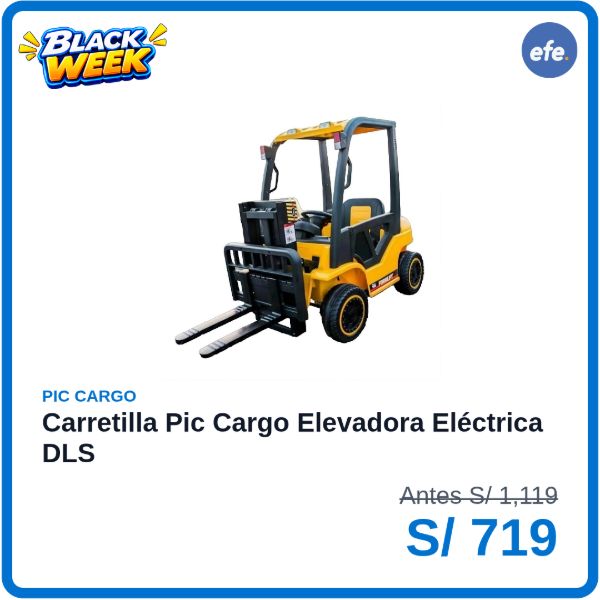 BLACK
WEEK
efe.
PIC CARGO
Carretilla Pic Cargo Elevadora Eléctrica
DLS
Antes S/ 1,119
S/ 719